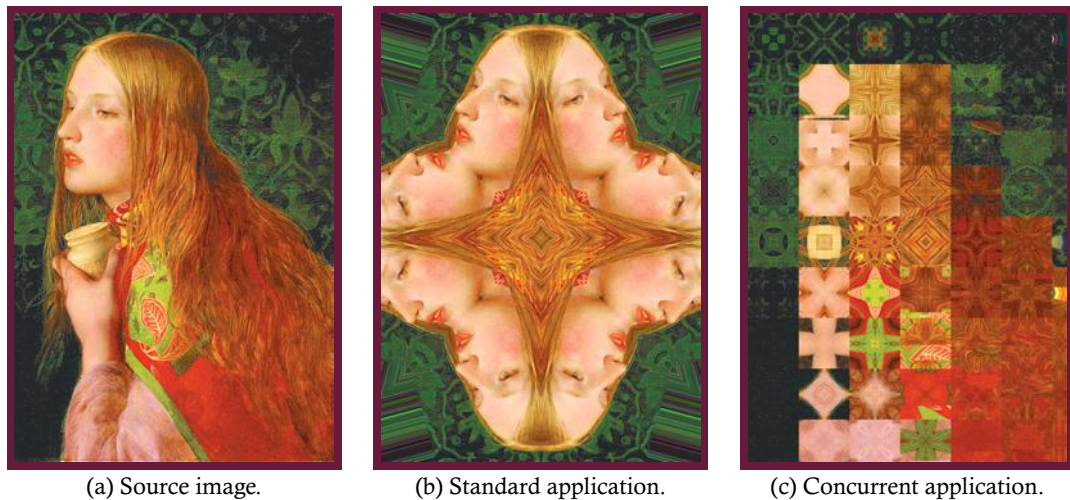 (a) Source image.
(b) Standard application.
(c) Concurrent application.